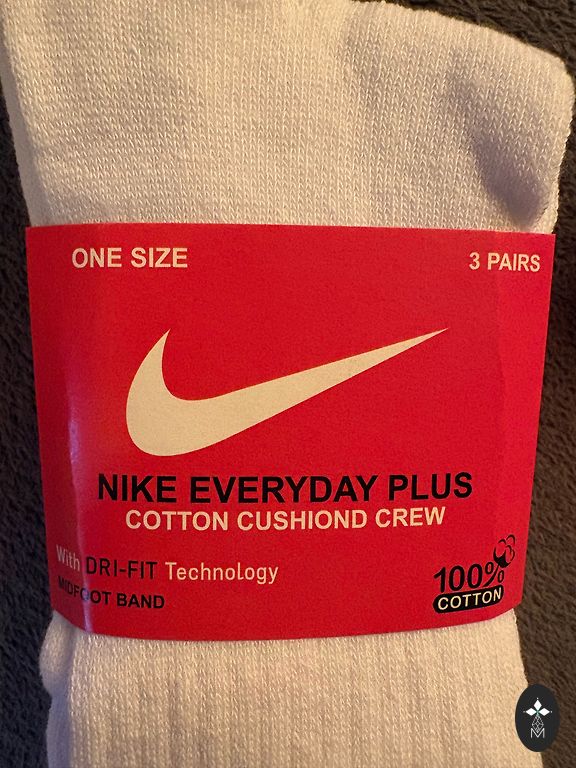 ONE SIZE
3 PAIRS
NIKE EVERYDAY PLUS
COTTON CUSHIOND CREW
With DRI-FIT Technology
MIDFOOT BAND
100%
COTTON
M